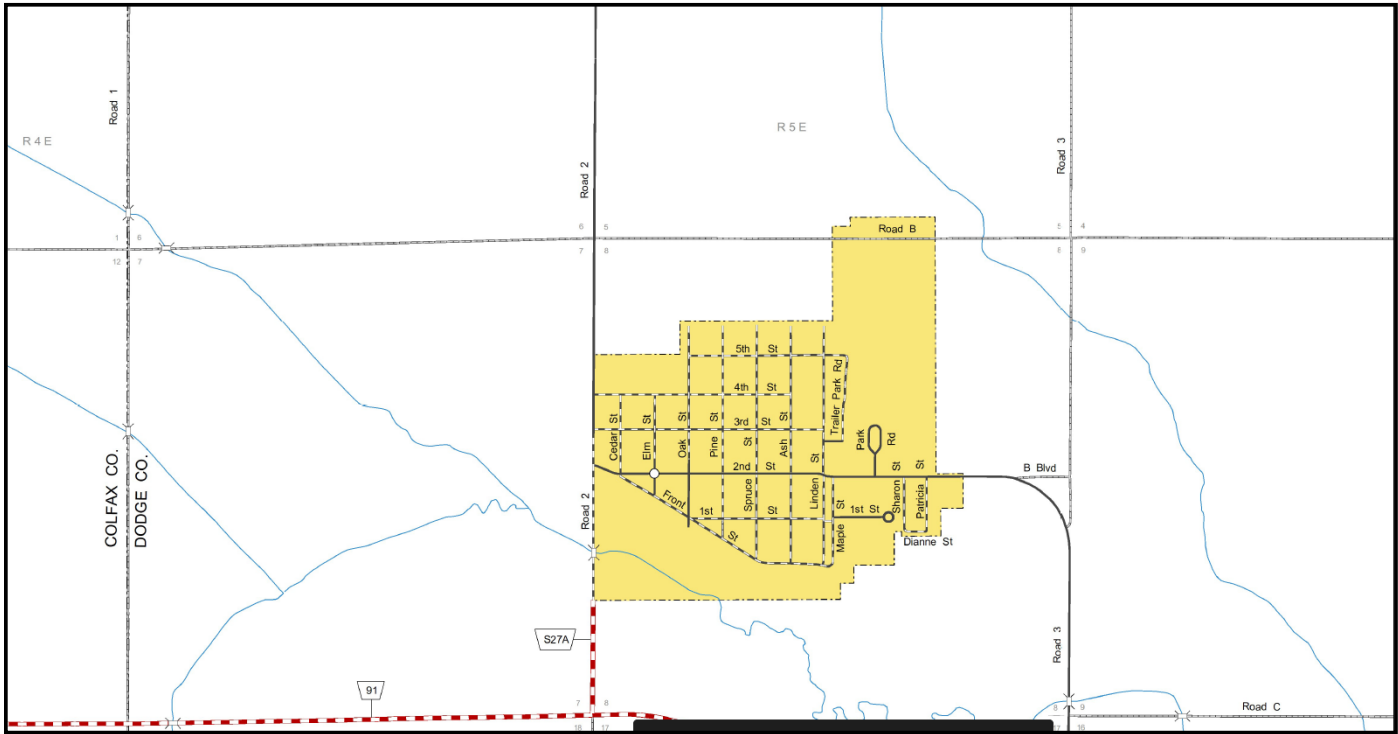 Road 1
Road 2
Road 3
R 4 E
R 5 E
1 6
12 7
6 5
7 8
5 4
8 9
Road B
5th St
4th St
3rd St
2nd St
1st St
1st St
Front St
Cedar St
Elm St
Oak St
Pine St
Spruce St
Ash St
Linden St
Maple St
Trailer Park Rd
Park Rd
Sharon St
Patricia St
Dianne St
B Blvd
COLFAX CO.
DODGE CO.
Road 2
Road 3
S27A
91
7 8
18 17
8 9
17 16
Road C